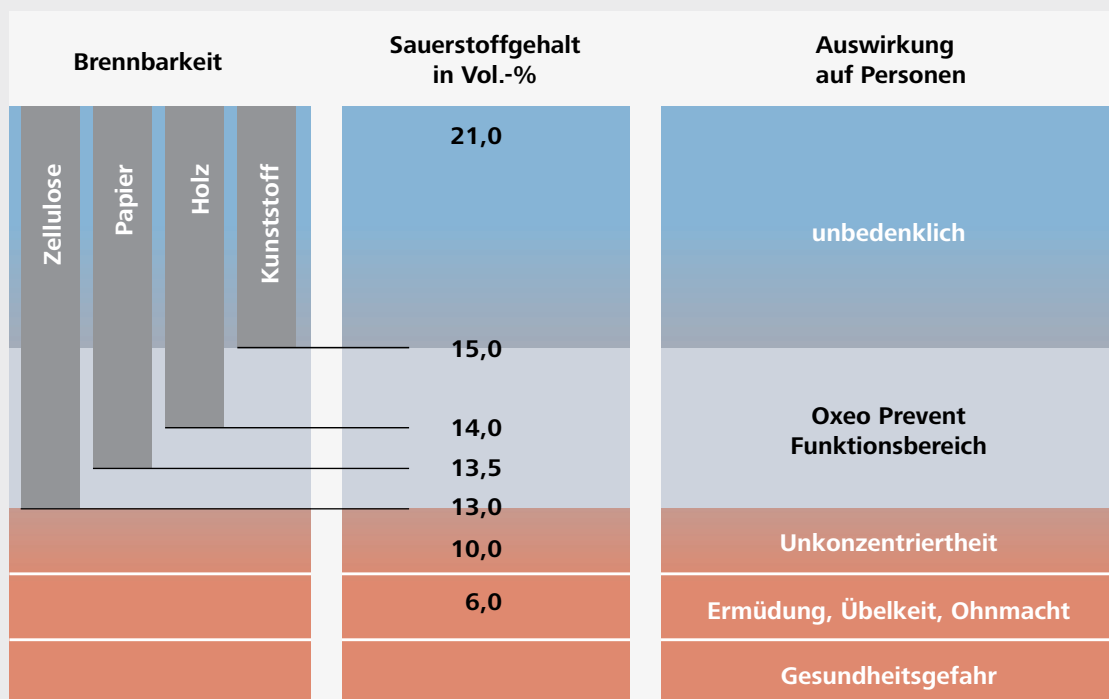 Brennbarkeit
Sauerstoffgehalt
in Vol.-%
Auswirkung
auf Personen
Zellulose
Papier
Holz
Kunststoff
21,0
unbedenklich
15,0
14,0
Oxeo Prevent
Funktionsbereich
13,5
13,0
10,0
Unkonzentriertheit
6,0
Ermüdung, Übelkeit, Ohnmacht
Gesundheitsgefahr